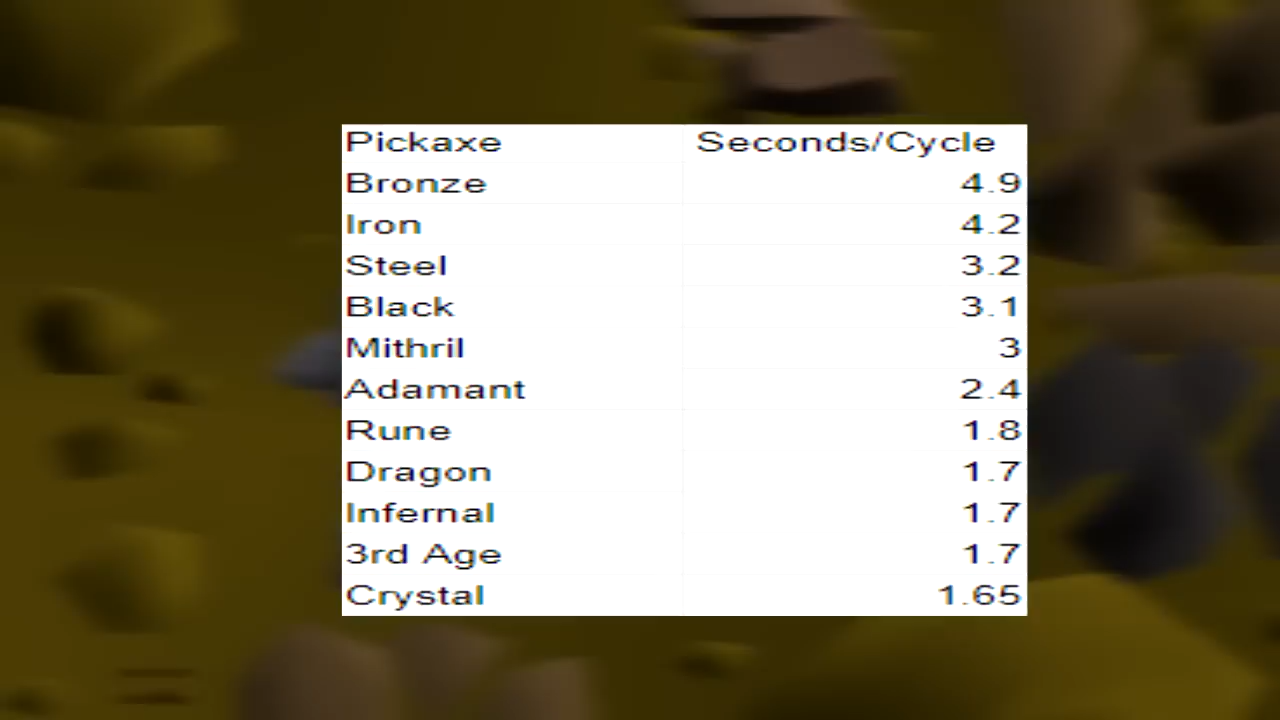 Pickaxe Seconds/Cycle
Bronze 4.9
Iron 4.2
Steel 3.2
Black 3.1
Mithril 3
Adamant 2.4
Rune 1.8
Dragon 1.7
Infernal 1.7
3rd Age 1.7
Crystal 1.65